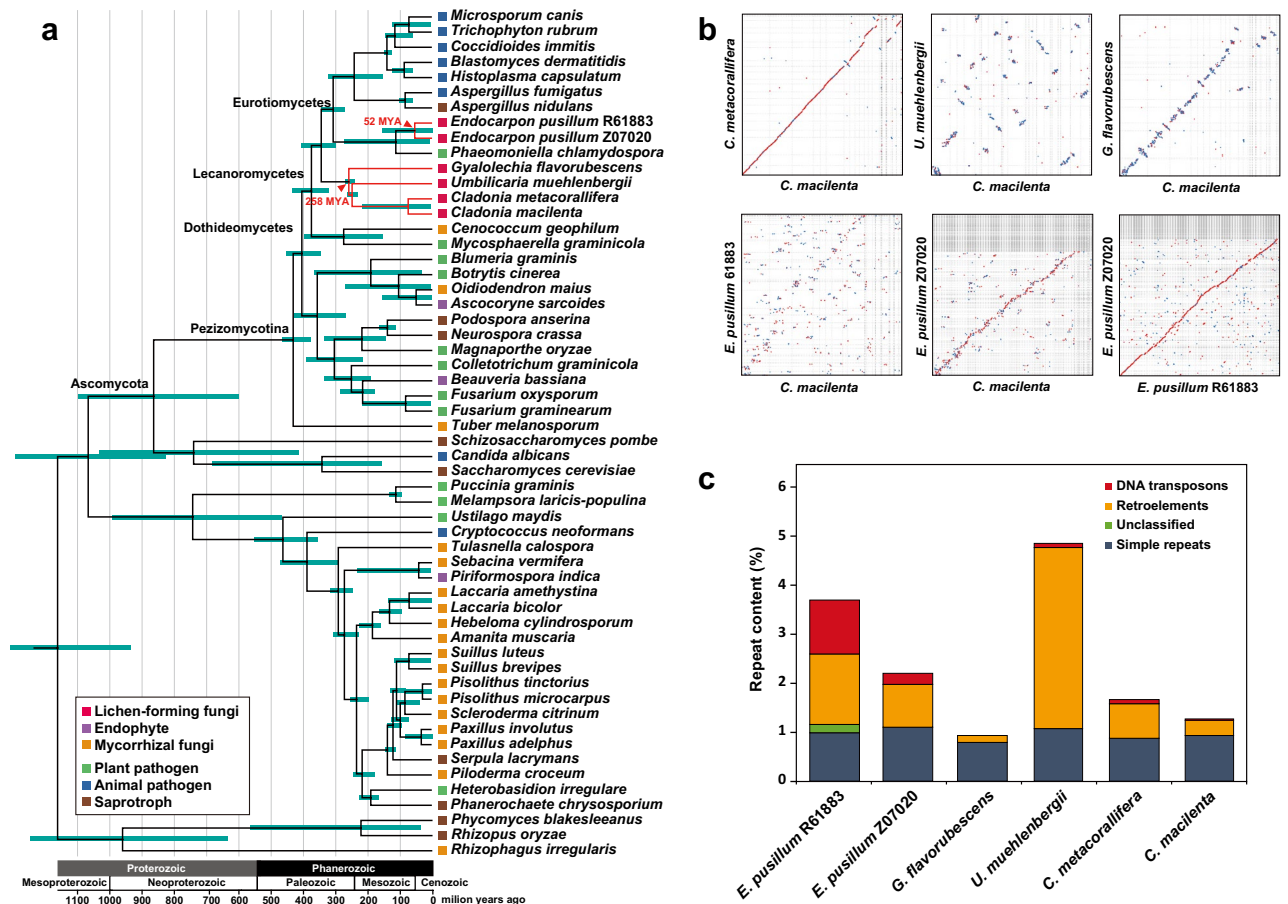 a
Microsporum canis
Trichophyton rubrum
Coccidioides immitis
Blastomyces dermatitidis
Histoplasma capsulatum
Aspergillus fumigatus
Aspergillus nidulans
Endocarpon pusillum R61883
Endocarpon pusillum Z07020
Phaeomoniella chlamydospora
Gyalolechia flavorubescens
Umbilicaria muehlenbergii
Cladonia metacorallifera
Cladonia macilenta
Cenococcum geophilum
Mycosphaerella graminicola
Blumeria graminis
Botrytis cinerea
Oidiodendron maius
Ascocoryne sarcoides
Podospora anserina
Neurospora crassa
Magnaporthe oryzae
Colletotrichum graminicola
Beauveria bassiana
Fusarium oxysporum
Fusarium graminearum
Tuber melanosporum
Schizosaccharomyces pombe
Candida albicans
Saccharomyces cerevisiae
Puccinia graminis
Melampsora laricis-populina
Ustilago maydis
Cryptococcus neoformans
Tulasnella calospora
Sebacina vermifera
Piriformospora indica
Laccaria amethystina
Laccaria bicolor
Hebeloma cylindrosporum
Amanita muscaria
Suillus luteus
Suillus brevipes
Pisolithus tinctorius
Pisolithus microcarpus
Scleroderma citrinum
Paxillus involutus
Paxillus adelphus
Serpula lacrymans
Piloderma croceum
Heterobasidion irregulare
Phanerochaete chrysosporium
Phycomyces blakesleeanus
Rhizopus oryzae
Rhizophagus irregularis
Eurotiomycetes
52 MYA
Lecanoromycetes
258 MYA
Dothideomycetes
Pezizomycotina
Ascomycota
Lichen-forming fungi
Endophyte
Mycorrhizal fungi
Plant pathogen
Animal pathogen
Saprotroph
Proterozoic Phanerozoic
Mesoproterozoic Neoproterozoic Paleozoic Mesozoic Cenozoic
1100 1000 900 800 700 600 500 400 300 200 100 0 milion years ago
b
C. metacorallifera
C. macilenta
U. muehlenbergii
C. macilenta
G. flavorubescens
C. macilenta
E. pusillum 61883
C. macilenta
E. pusillum Z07020
C. macilenta
E. pusillum Z07020
E. pusillum R61883
c
Repeat content (%)
6
5
4
3
2
1
0
DNA transposons
Retroelements
Unclassified
Simple repeats
E. pusillum R61883
E. pusillum Z07020
G. flavorubescens
U. muehlenbergii
C. metacorallifera
C. macilenta